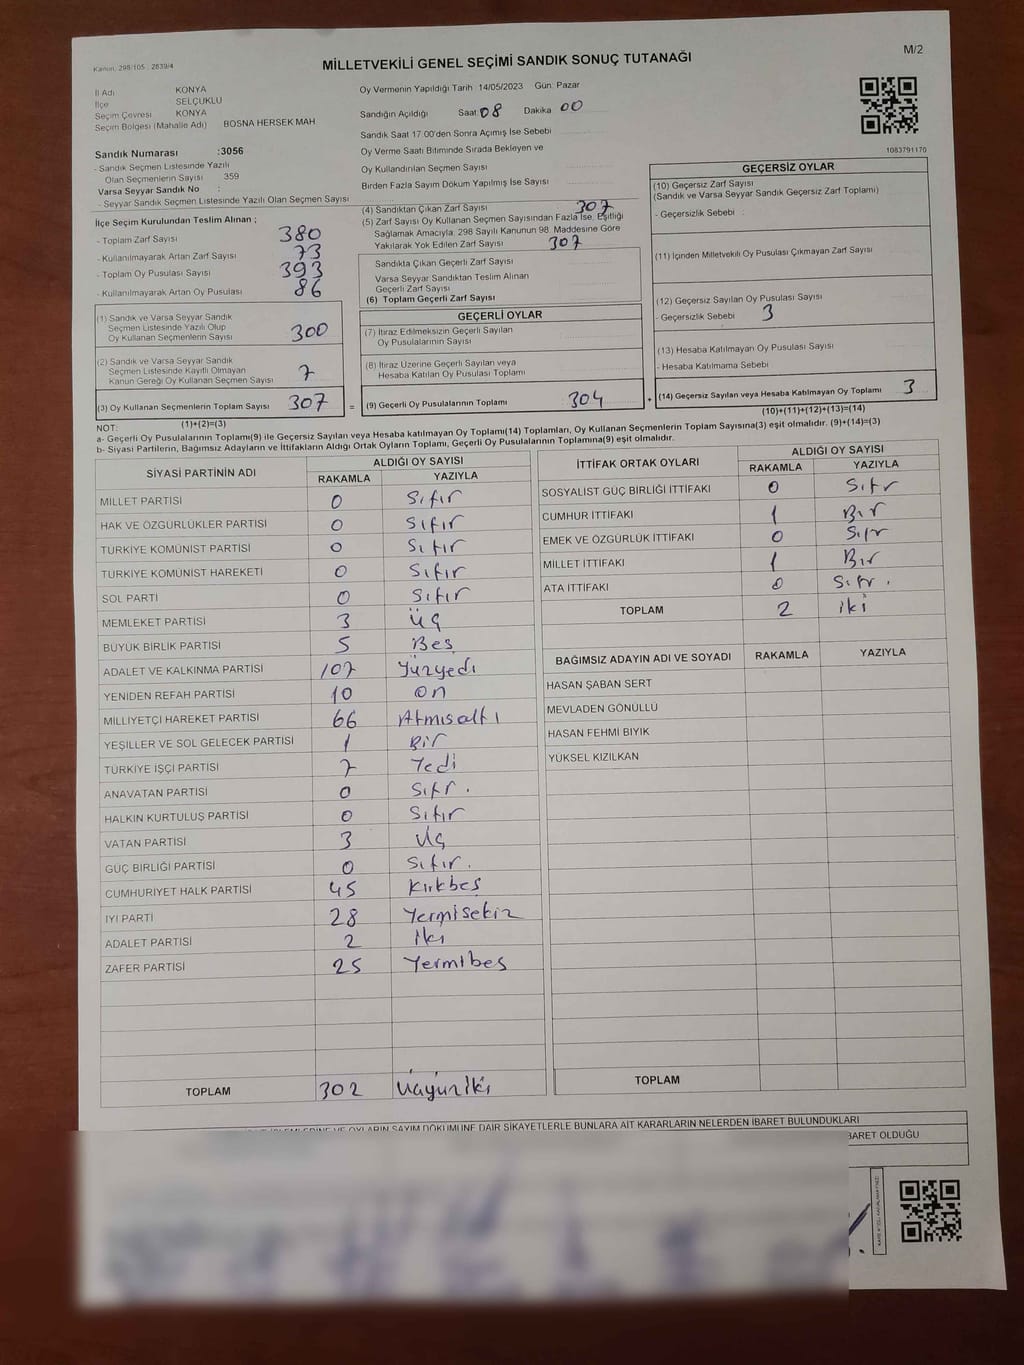 Kanun: 298/105 , 2839/4
MİLLETVEKİLİ GENEL SEÇİMİ SANDIK SONUÇ TUTANAĞI
M/2
İl Adı KONYA
İlçe SELÇUKLU
Seçim Çevresi KONYA
Seçim Bölgesi (Mahalle Adı) BOSNA HERSEK MAH
Sandık Numarası :3056
- Sandık Seçmen Listesinde Yazılı
Olan Seçmenlerin Sayısı 359
Varsa Seyyar Sandık No :
- Seyyar Sandık Seçmen Listesinde Yazılı Olan Seçmen Sayısı
Oy Vermenin Yapıldığı Tarih 14/05/2023 Gün: Pazar
Sandığın Açıldığı Saat 08 Dakika 00
Sandık Saat 17.00'den Sonra Açımış İse Sebebi
Oy Verme Saati Bitiminde Sırada Bekleyen ve
Oy Kullandırılan Seçmen Sayısı
Birden Fazla Sayım Döküm Yapılmış İse Sayısı
1083791170
İlçe Seçim Kurulundan Teslim Alınan ;
- Toplam Zarf Sayısı 380
- Kullanılmayarak Artan Zarf Sayısı 73
- Toplam Oy Pusulası Sayısı 393
- Kullanılmayarak Artan Oy Pusulası 86
(1) Sandık ve Varsa Seyyar Sandık
Seçmen Listesinde Yazılı Olup
Oy Kullanan Seçmenlerin Sayısı 300
(2) Sandık ve Varsa Seyyar Sandık
Seçmen Listesinde Kayıtlı Olmayan
Kanun Gereği Oy Kullanan Seçmen Sayısı 7
(3) Oy Kullanan Seçmenlerin Toplam Sayısı 307
(1)+(2)=(3)
(4) Sandıktan Çıkan Zarf Sayısı 307
(5) Zarf Sayısı Oy Kullanan Seçmen Sayısından Fazla İse, Eşitliği
Sağlamak Amacıyla, 298 Sayılı Kanunun 98. Maddesine Göre
Yakılarak Yok Edilen Zarf Sayısı 307
Sandıkta Çıkan Geçerli Zarf Sayısı
Varsa Seyyar Sandıktan Teslim Alınan
Geçerli Zarf Sayısı
(6) Toplam Geçerli Zarf Sayısı
GEÇERLİ OYLAR
(7) İtiraz Edilmeksizin Geçerli Sayılan
Oy Pusulalarının Sayısı
(8) İtiraz Üzerine Geçerli Sayılan veya
Hesaba Katılan Oy Pusulası Toplamı
= (9) Geçerli Oy Pusulalarının Toplamı 304
GEÇERSİZ OYLAR
(10) Geçersiz Zarf Sayısı
(Sandık ve Varsa Seyyar Sandık Geçersiz Zarf Toplamı)
- Geçersizlik Sebebi :
(11) İçinden Milletvekili Oy Pusulası Çıkmayan Zarf Sayısı
(12) Geçersiz Sayılan Oy Pusulası Sayısı
- Geçersizlik Sebebi 3
(13) Hesaba Katılmayan Oy Pusulası Sayısı
- Hesaba Katılmama Sebebi
+ (14) Geçersiz Sayılan veya Hesaba Katılmayan Oy Toplamı 3
(10)+(11)+(12)+(13)=(14)
NOT:
a- Geçerli Oy Pusulalarının Toplamı(9) ile Geçersiz Sayılan veya Hesaba katılmayan Oy Toplamı(14) Toplamları, Oy Kullanan Seçmenlerin Toplam Sayısına(3) eşit olmalıdır. (9)+(14)=(3)
b- Siyasi Partilerin, Bağımsız Adayların ve İttifakların Aldığı Ortak Oyların Toplamı, Geçerli Oy Pusulalarının Toplamına(9) eşit olmalıdır.
SİYASİ PARTİNİN ADI ALDIĞI OY SAYISI
RAKAMLA YAZIYLA
MİLLET PARTİSİ 0 Sıfır
HAK VE ÖZGÜRLÜKLER PARTİSİ 0 Sıfır
TÜRKİYE KOMÜNİST PARTİSİ 0 Sıfır
TÜRKİYE KOMÜNİST HAREKETİ 0 Sıfır
SOL PARTİ 0 Sıfır
MEMLEKET PARTİSİ 3 üç
BÜYÜK BİRLİK PARTİSİ 5 Beş
ADALET VE KALKINMA PARTİSİ 107 Yüzyedi
YENİDEN REFAH PARTİSİ 10 on
MİLLİYETÇİ HAREKET PARTİSİ 66 Atmışaltı
YEŞİLLER VE SOL GELECEK PARTİSİ 1 Bir
TÜRKİYE İŞÇİ PARTİSİ 7 Yedi
ANAVATAN PARTİSİ 0 Sıfr.
HALKIN KURTULUŞ PARTİSİ 0 Sıfır
VATAN PARTİSİ 3 Üç
GÜÇ BİRLİĞİ PARTİSİ 0 Sıfır.
CUMHURİYET HALK PARTİSİ 45 Kırkbeş
İYİ PARTİ 28 Yermisekiz
ADALET PARTİSİ 2 iki
ZAFER PARTİSİ 25 Yermibeş
TOPLAM 302 Üçyüziki
İTTİFAK ORTAK OYLARI ALDIĞI OY SAYISI
RAKAMLA YAZIYLA
SOSYALİST GÜÇ BİRLİĞİ İTTİFAKI 0 Sıfr
CUMHUR İTTİFAKI 1 Bir
EMEK VE ÖZGÜRLÜK İTTİFAKI 0 Sıfr
MİLLET İTTİFAKI 1 Bir
ATA İTTİFAKI 0 Sıfr.
TOPLAM 2 iki
BAĞIMSIZ ADAYIN ADI VE SOYADI RAKAMLA YAZIYLA
HASAN ŞABAN SERT
MEVLADEN GÖNÜLLÜ
HASAN FEHMİ BIYIK
YÜKSEL KIZILKAN
TOPLAM
VE OYLARIN SAYIM DÖKÜMÜNE DAİR ŞİKAYETLERLE BUNLARA AİT KARARLARIN NELERDEN İBARET BULUNDUKLARI
BARET OLDUĞU